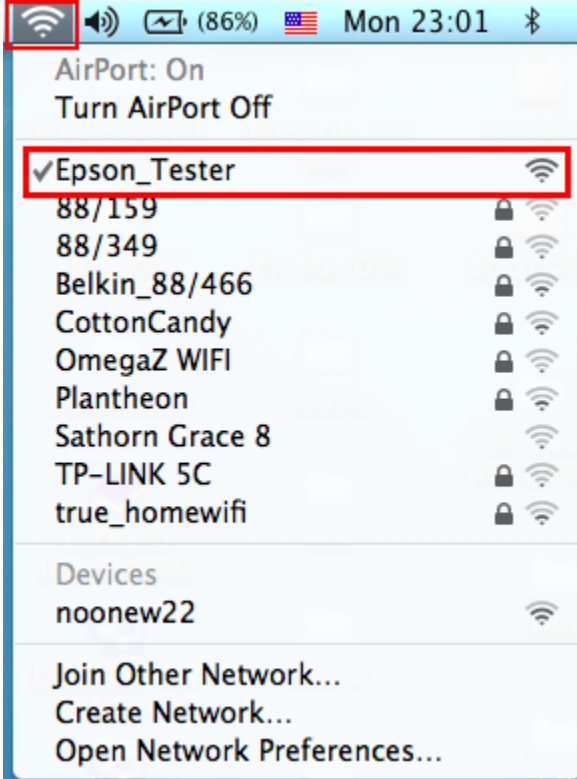 (86%) Mon 23:01
AirPort: On
Turn AirPort Off
Epson_Tester
88/159
88/349
Belkin_88/466
CottonCandy
OmegaZ WIFI
Plantheon
Sathorn Grace 8
TP-LINK 5C
true_homewifi
Devices
noonew22
Join Other Network...
Create Network...
Open Network Preferences...